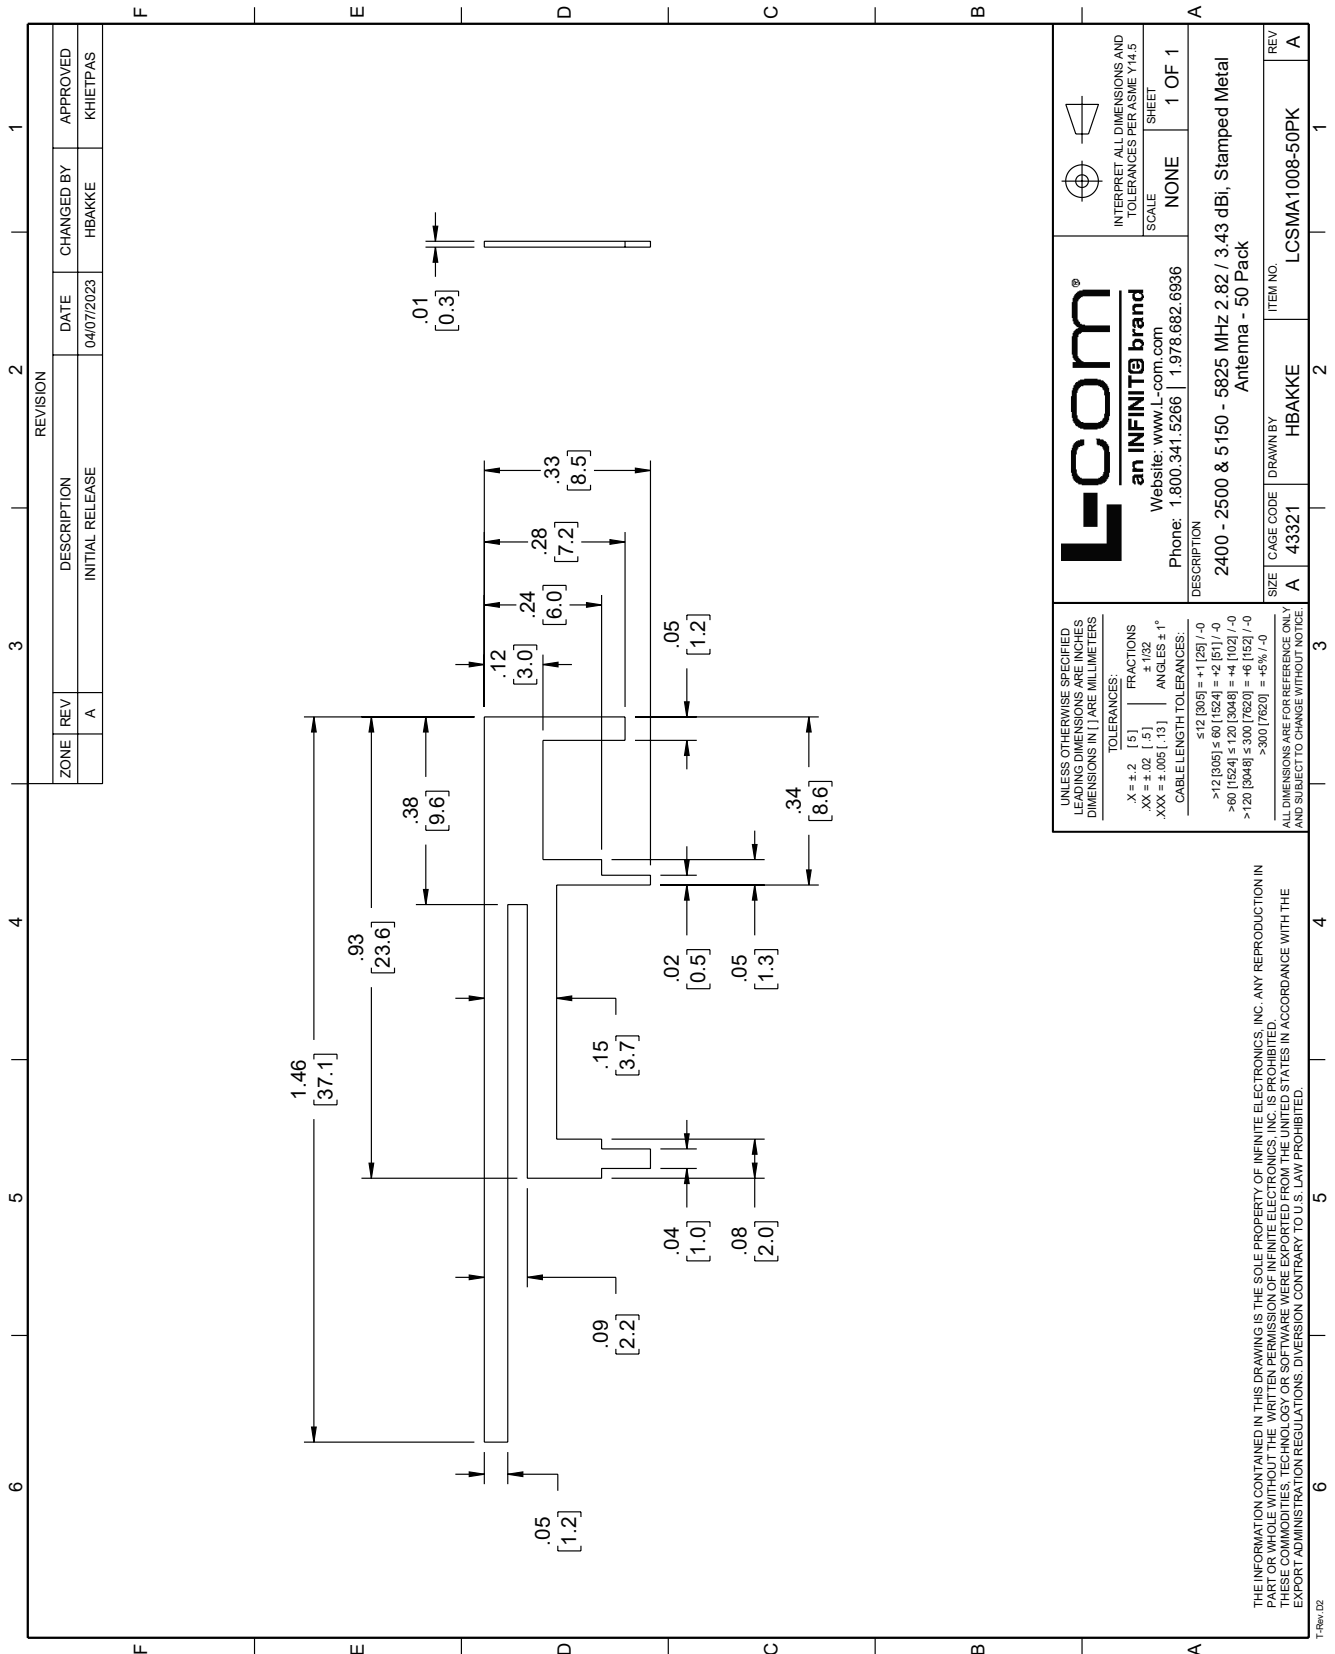 6
5
4
3
2
1
F
E
D
C
B
A
REVISION
ZONE
REV
DESCRIPTION
DATE
CHANGED BY
APPROVED
A
INITIAL RELEASE
04/07/2023
HBAKKE
KHIETPAS
1.46
[37.1]
.93
[23.6]
.38
[9.6]
.01
[0.3]
.05
[1.2]
.09
[2.2]
.15
[3.7]
.12
[3.0]
.24
[6.0]
.28
[7.2]
.33
[8.5]
.04
[1.0]
.08
[2.0]
.02
[0.5]
.05
[1.3]
.05
[1.2]
.34
[8.6]
THE INFORMATION CONTAINED IN THIS DRAWING IS THE SOLE PROPERTY OF INFINITE ELECTRONICS, INC. ANY REPRODUCTION IN
PART OR WHOLE WITHOUT THE WRITTEN PERMISSION OF INFINITE ELECTRONICS, INC. IS PROHIBITED.
THESE COMMODITIES, TECHNOLOGY OR SOFTWARE WERE EXPORTED FROM THE UNITED STATES IN ACCORDANCE WITH THE
EXPORT ADMINISTRATION REGULATIONS. DIVERSION CONTRARY TO U.S. LAW PROHIBITED.
UNLESS OTHERWISE SPECIFIED
LEADING DIMENSIONS ARE INCHES
DIMENSIONS IN [ ] ARE MILLIMETERS
TOLERANCES:
.X = ±.2 [5] FRACTIONS
.XX = ±.02 [.5] ± 1/32
.XXX = ±.005 [.13] ANGLES ± 1°
CABLE LENGTH TOLERANCES:
≤12 [305] = +1 [25] / -0
>12 [305] ≤ 60 [1524] = +2 [51] / -0
>60 [1524] ≤ 120 [3048] = +4 [102] / -0
>120 [3048] ≤ 300 [7620] = +6 [152] / -0
>300 [7620] = +5% / -0
ALL DIMENSIONS ARE FOR REFERENCE ONLY
AND SUBJECT TO CHANGE WITHOUT NOTICE.
L-com®
an INFINIT@ brand
Website: www.L-com.com
Phone: 1.800.341.5266 | 1.978.682.6936
INTERPRET ALL DIMENSIONS AND
TOLERANCES PER ASME Y14.5
SCALE
NONE
SHEET
1 OF 1
DESCRIPTION
2400 - 2500 & 5150 - 5825 MHz 2.82 / 3.43 dBi, Stamped Metal
Antenna - 50 Pack
SIZE
A
CAGE CODE
43321
DRAWN BY
HBAKKE
ITEM NO.
LCSMA1008-50PK
REV
A
F
E
D
C
B
A
6
5
4
3
2
1
T-Rev.D2